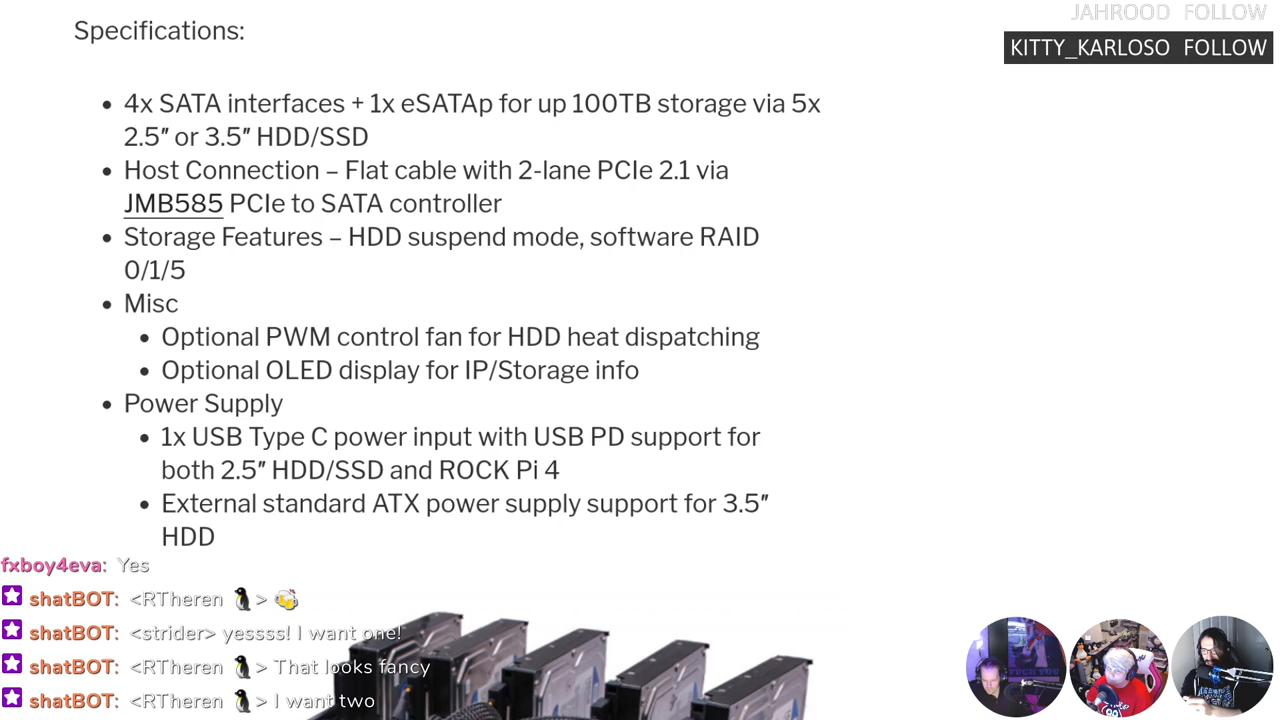 JAHROOD FOLLOW
Specifications:
KITTY_KARLOSO FOLLOW
• 4x SATA interfaces + 1x eSATAp for up 100TB storage via 5x
2.5″ or 3.5″ HDD/SSD
• Host Connection – Flat cable with 2-lane PCIe 2.1 via
JMB585 PCIe to SATA controller
• Storage Features – HDD suspend mode, software RAID
0/1/5
• Misc
• Optional PWM control fan for HDD heat dispatching
• Optional OLED display for IP/Storage info
• Power Supply
• 1x USB Type C power input with USB PD support for
both 2.5″ HDD/SSD and ROCK Pi 4
• External standard ATX power supply support for 3.5″
HDD
fxboy4eva: Yes
shatBOT: <RTheren 🐧> 🍻
shatBOT: <strider> yessss! I want one!
shatBOT: <RTheren 🐧> That looks fancy
shatBOT: <RTheren 🐧> I want two